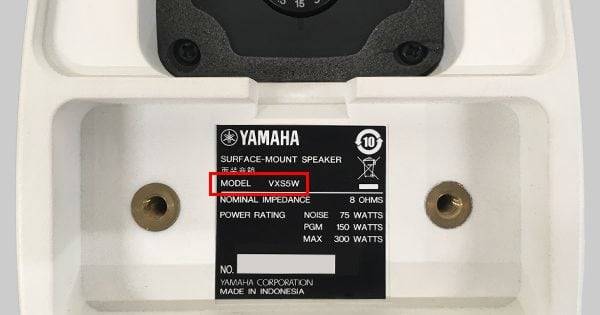 15
15
YAMAHA
10
SURFACE-MOUNT SPEAKER
MODEL VXS5W
NOMINAL IMPEDANCE 8 OHMS
POWER RATING NOISE 75 WATTS
PGM 150 WATTS
MAX 300 WATTS
NO.
YAMAHA CORPORATION
MADE IN INDONESIA